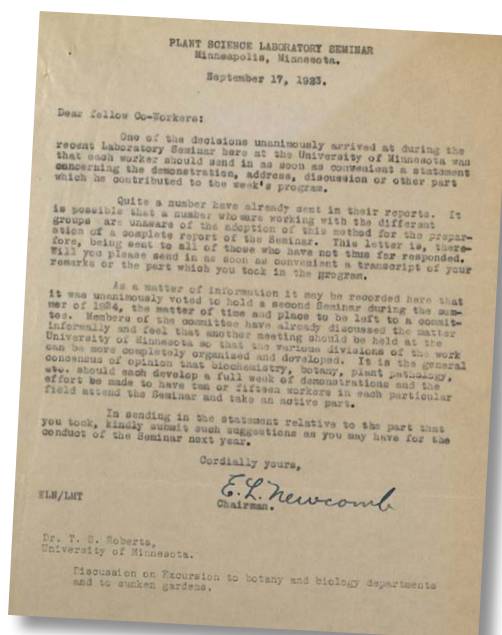 PLANT SCIENCE LABORATORY SEMINAR
Minneapolis, Minnesota.
September 17, 1923.
Dear fellow Co-Workers:
One of the decisions unanimously arrived at during the
recent Laboratory Seminar here at the University of Minnesota was
that each worker should send in as soon as convenient a statement
concerning the demonstration, address, discussion or other part
which he contributed to the week's program.
Quite a number have already sent in their reports. It
is possible that a number who are working with the different
groups are unaware of the adoption of this method for the prepar-
ation of a complete report of the Seminar. This letter is, there-
fore, being sent to all of those who have not thus far responded.
Will you please send in as soon as convenient a transcript of your
remarks or the part which you took in the program.
As a matter of information it may be recorded here that
it was unanimously voted to hold a second Seminar during the sum-
mer of 1924, the matter of time and place to be left to a commit-
tee. Members of the committee have already discussed the matter
informally and feel that another meeting should be held at the
University of Minnesota so that the various divisions of the work
can be more completely organized and developed. It is the general
consensus of opinion that biochemistry, botany, plant pathology,
etc. should each develop a full week of demonstrations and the
effort be made to have ten or fifteen workers in each particular
field attend the Seminar and take an active part.
In sending in the statement relative to the part that
you took, kindly submit such suggestions as you may have for the
conduct of the Seminar next year.
Cordially yours,
E. L. Newcomb
Chairman.
ELN/LMT
Dr. T. S. Roberts,
University of Minnesota.
Discussion on Excursion to botany and biology departments
and to sunken gardens.